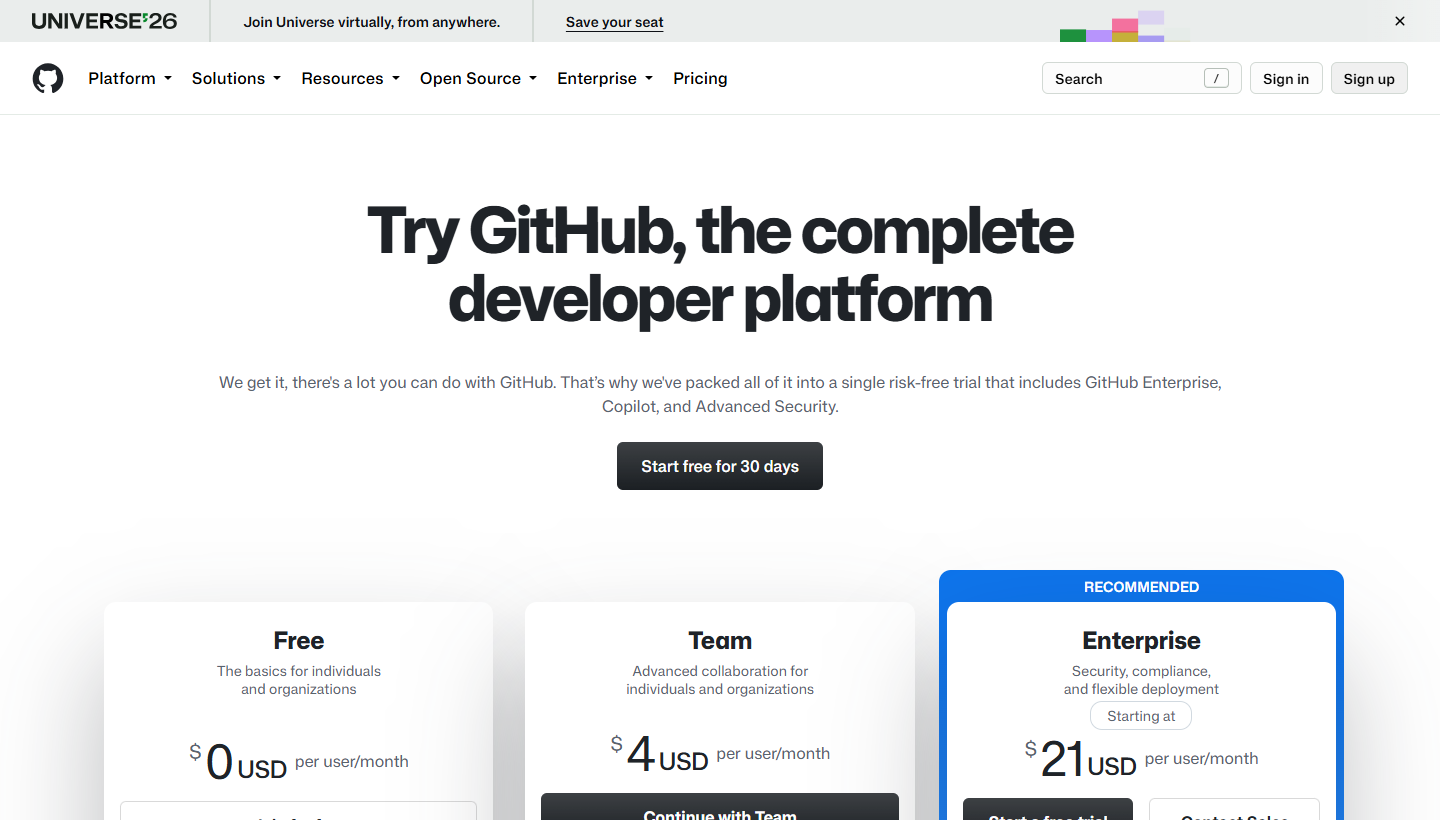 UNIVERSE'26
Join Universe virtually, from anywhere.
Save your seat
Platform
Solutions
Resources
Open Source
Enterprise
Pricing
Search
/
Sign in
Sign up
Try GitHub, the complete
developer platform
We get it, there's a lot you can do with GitHub. That’s why we've packed all of it into a single risk-free trial that includes GitHub Enterprise,
Copilot, and Advanced Security.
Start free for 30 days
Free
The basics for individuals
and organizations
$0 USD per user/month
Team
Advanced collaboration for
individuals and organizations
$4 USD per user/month
Continue with Team
RECOMMENDED
Enterprise
Security, compliance,
and flexible deployment
Starting at
$21 USD per user/month
Start a free trial
Contact Sales